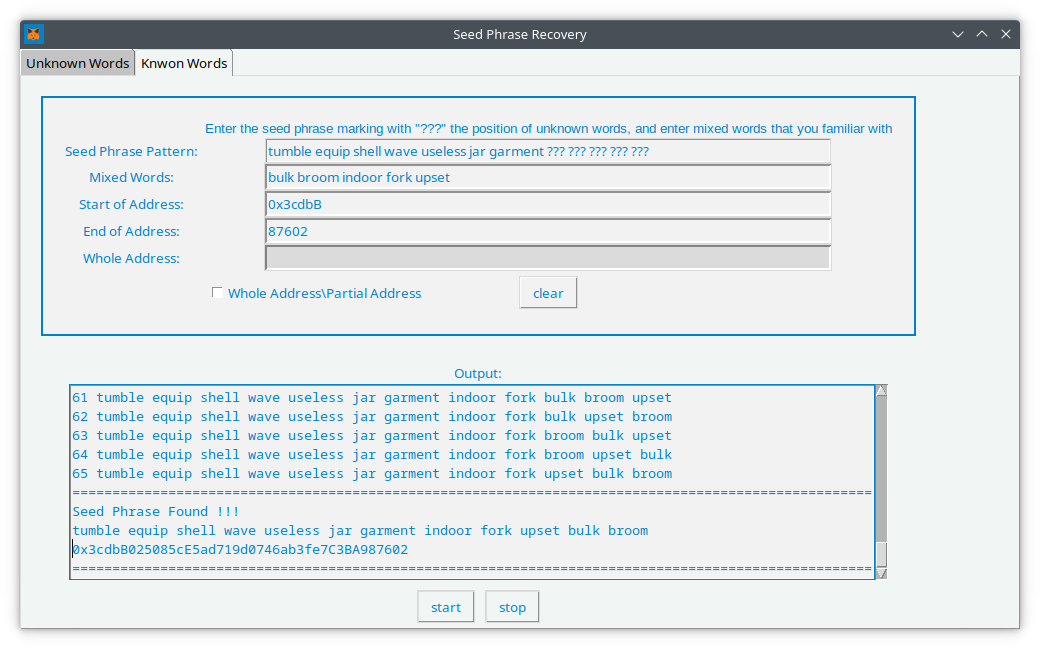 Seed Phrase Recovery
Unknown Words Knwon Words
Enter the seed phrase marking with "???" the position of unknown words, and enter mixed words that you familiar with
Seed Phrase Pattern: tumble equip shell wave useless jar garment ??? ??? ??? ??? ???
Mixed Words: bulk broom indoor fork upset
Start of Address: 0x3cdbB
End of Address: 87602
Whole Address:
Whole Address\Partial Address clear
Output:
61 tumble equip shell wave useless jar garment indoor fork bulk broom upset
62 tumble equip shell wave useless jar garment indoor fork bulk upset broom
63 tumble equip shell wave useless jar garment indoor fork broom bulk upset
64 tumble equip shell wave useless jar garment indoor fork broom upset bulk
65 tumble equip shell wave useless jar garment indoor fork upset bulk broom
====================================================================================================
Seed Phrase Found !!!
tumble equip shell wave useless jar garment indoor fork upset bulk broom
0x3cdbB025085cE5ad719d0746ab3fe7C3BA987602
====================================================================================================
start stop